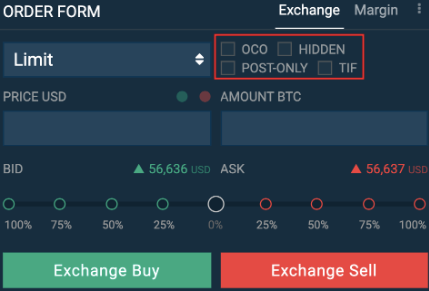 ORDER FORM Exchange Margin
Limit
OCO HIDDEN
POST-ONLY TIF
PRICE USD AMOUNT BTC
BID 56,636 USD ASK 56,637 USD
100% 75% 50% 25% 0% 25% 50% 75% 100%
Exchange Buy Exchange Sell